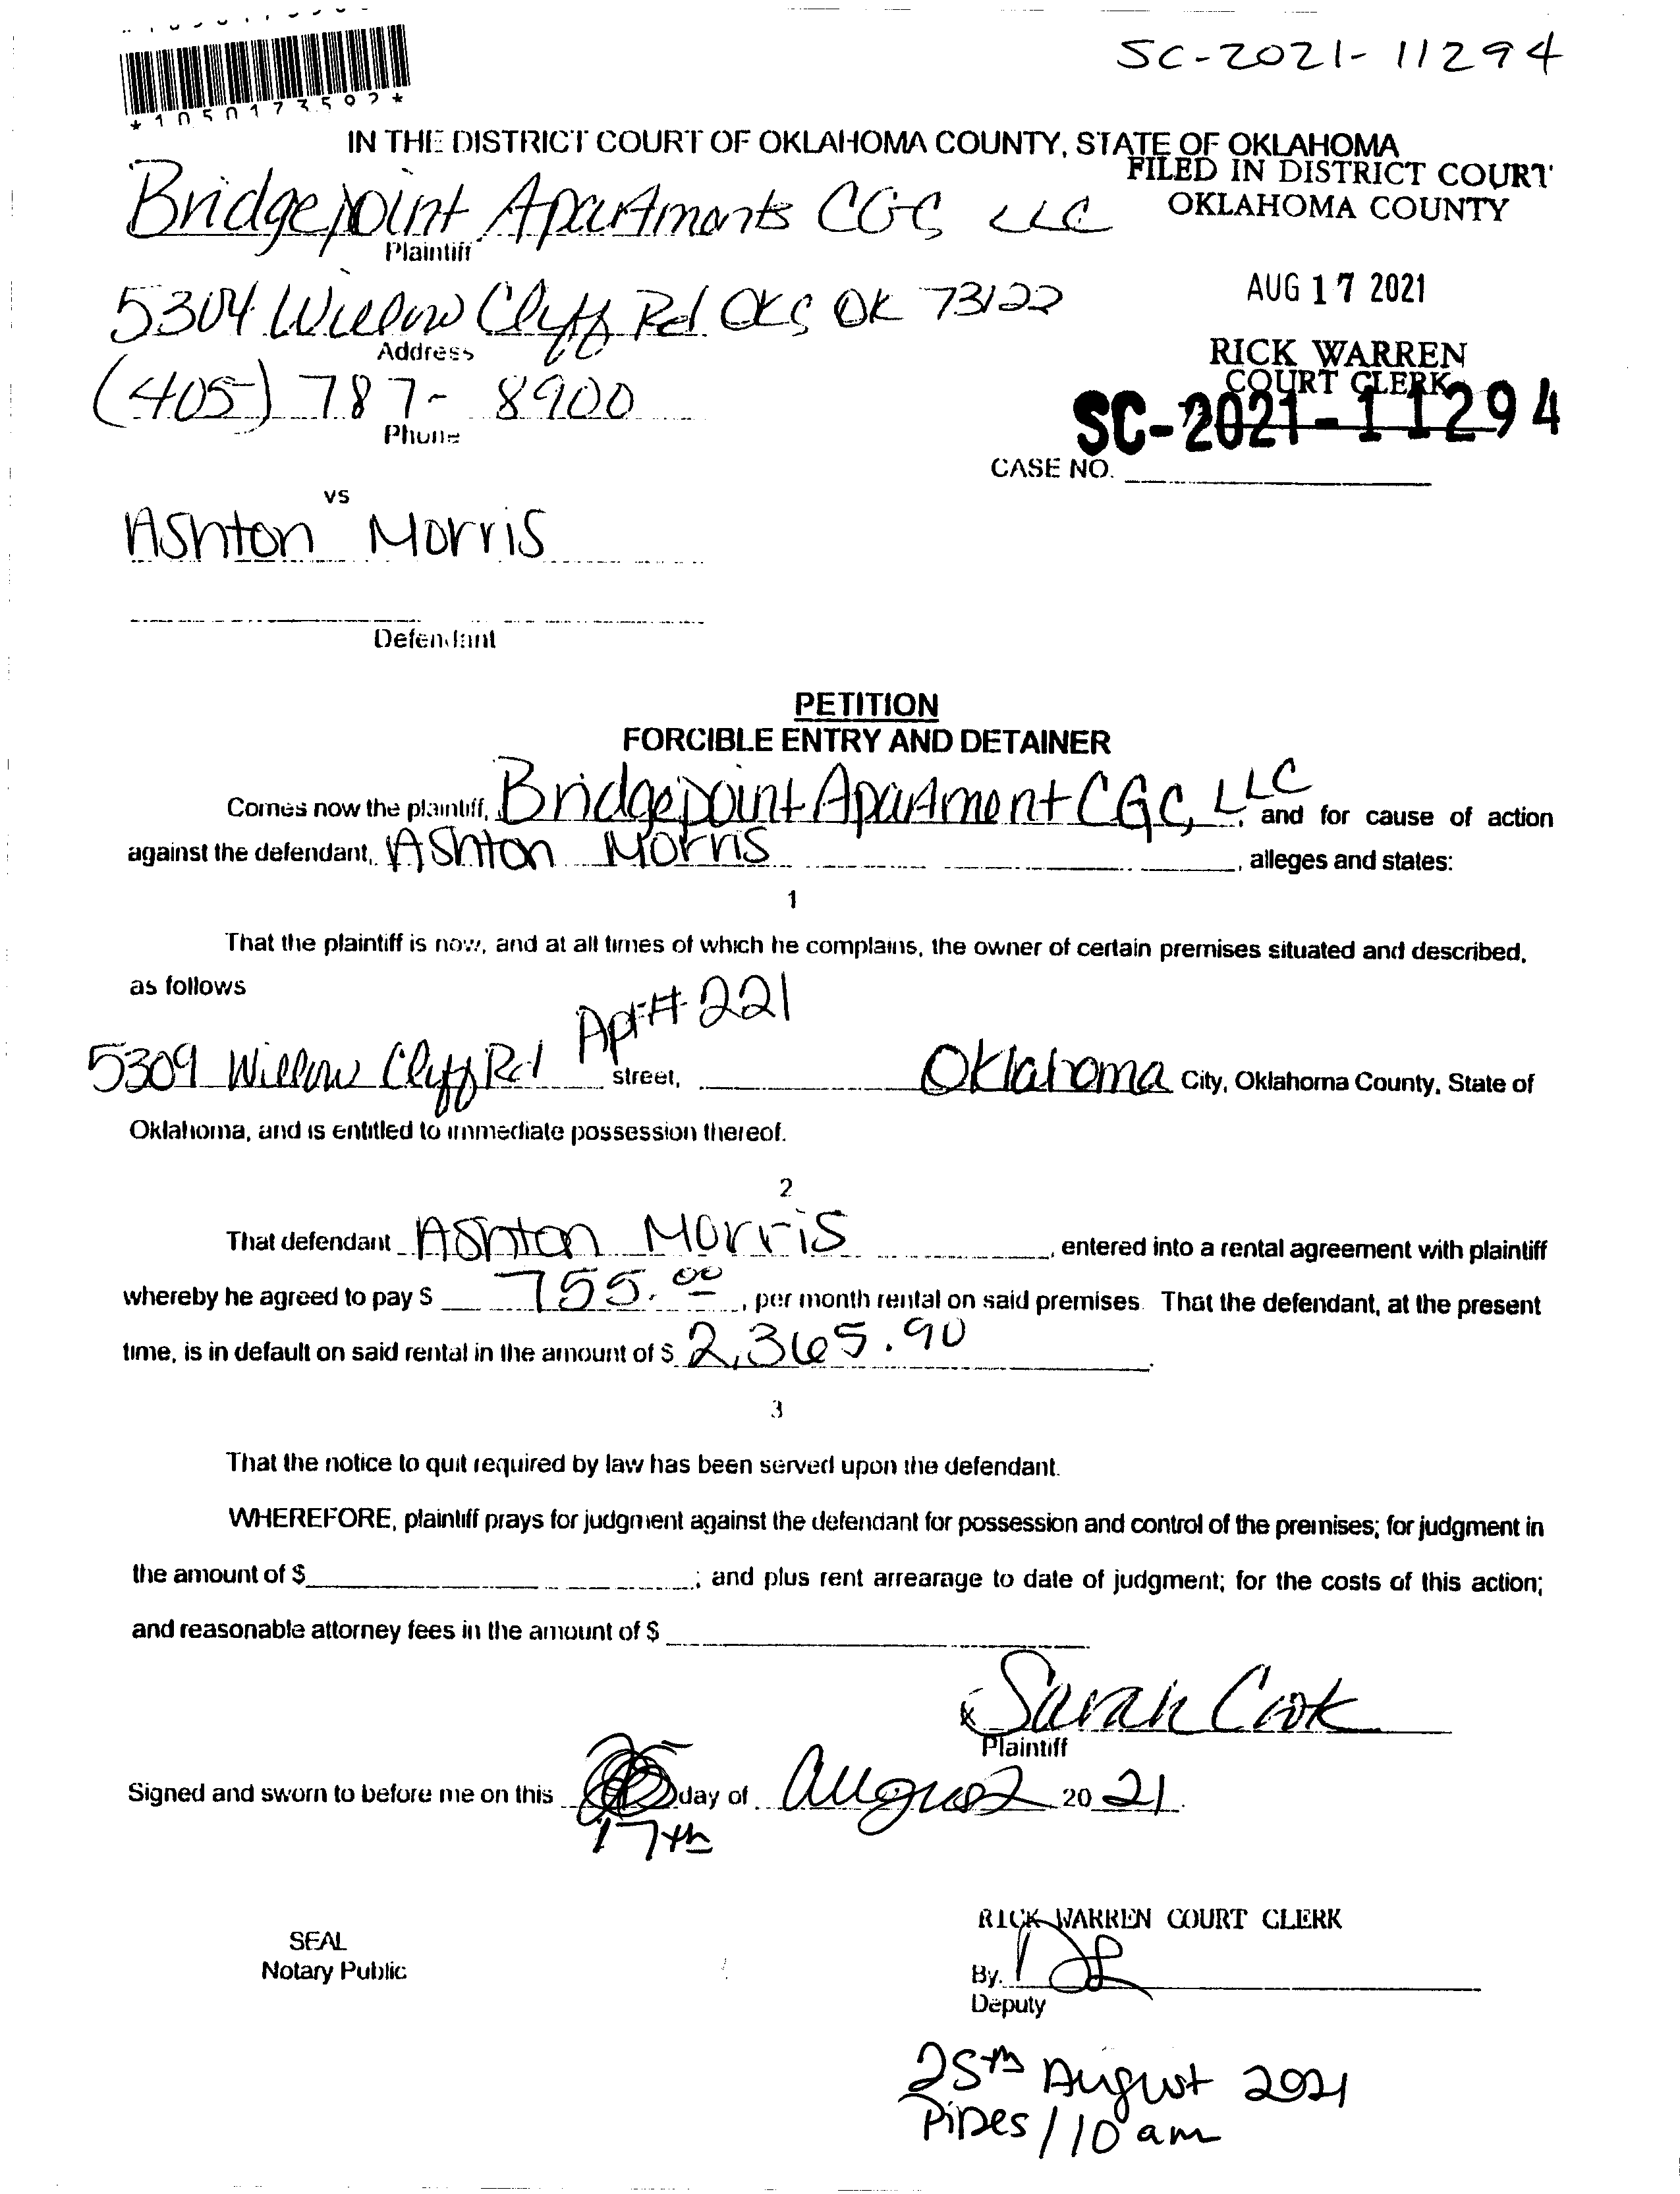 SC-2021-11294
IN THE DISTRICT COURT OF OKLAHOMA COUNTY, STATE OF OKLAHOMA
FILED IN DISTRICT COURT
OKLAHOMA COUNTY
Bridgepoint Apartments CGC, LLC
Plaintiff
AUG 17 2021
5304 Willow Cliff Rd OKC OK 73122
Address
RICK WARREN
COURT CLERK
(405) 787-8900
Phone
SC-2021-11294
CASE NO.
vs
Ashton Morris
Defendant
PETITION
FORCIBLE ENTRY AND DETAINER
Comes now the plaintiff, Bridgepoint Apartment CGC, LLC, and for cause of action
against the defendant, Ashton Morris, alleges and states:
1
That the plaintiff is now, and at all times of which he complains, the owner of certain premises situated and described,
as follows
Apt# 221
5309 Willow Cliff Rd street, Oklahoma City, Oklahoma County, State of
Oklahoma, and is entitled to immediate possession thereof.
2
That defendant Ashton Morris, entered into a rental agreement with plaintiff
whereby he agreed to pay $ 755.00, per month rental on said premises. That the defendant, at the present
time, is in default on said rental in the amount of $ 2,365.90.
3
That the notice to quit required by law has been served upon the defendant.
WHEREFORE, plaintiff prays for judgment against the defendant for possession and control of the premises; for judgment in
the amount of $ ; and plus rent arrearage to date of judgment; for the costs of this action;
and reasonable attorney fees in the amount of $
x Sarah Cook
Plaintiff
Signed and sworn to before me on this day of August 20 21.
17th
RICK WARREN COURT CLERK
SEAL
Notary Public
By.
Deputy
25th August 2021
Pipes / 10 am